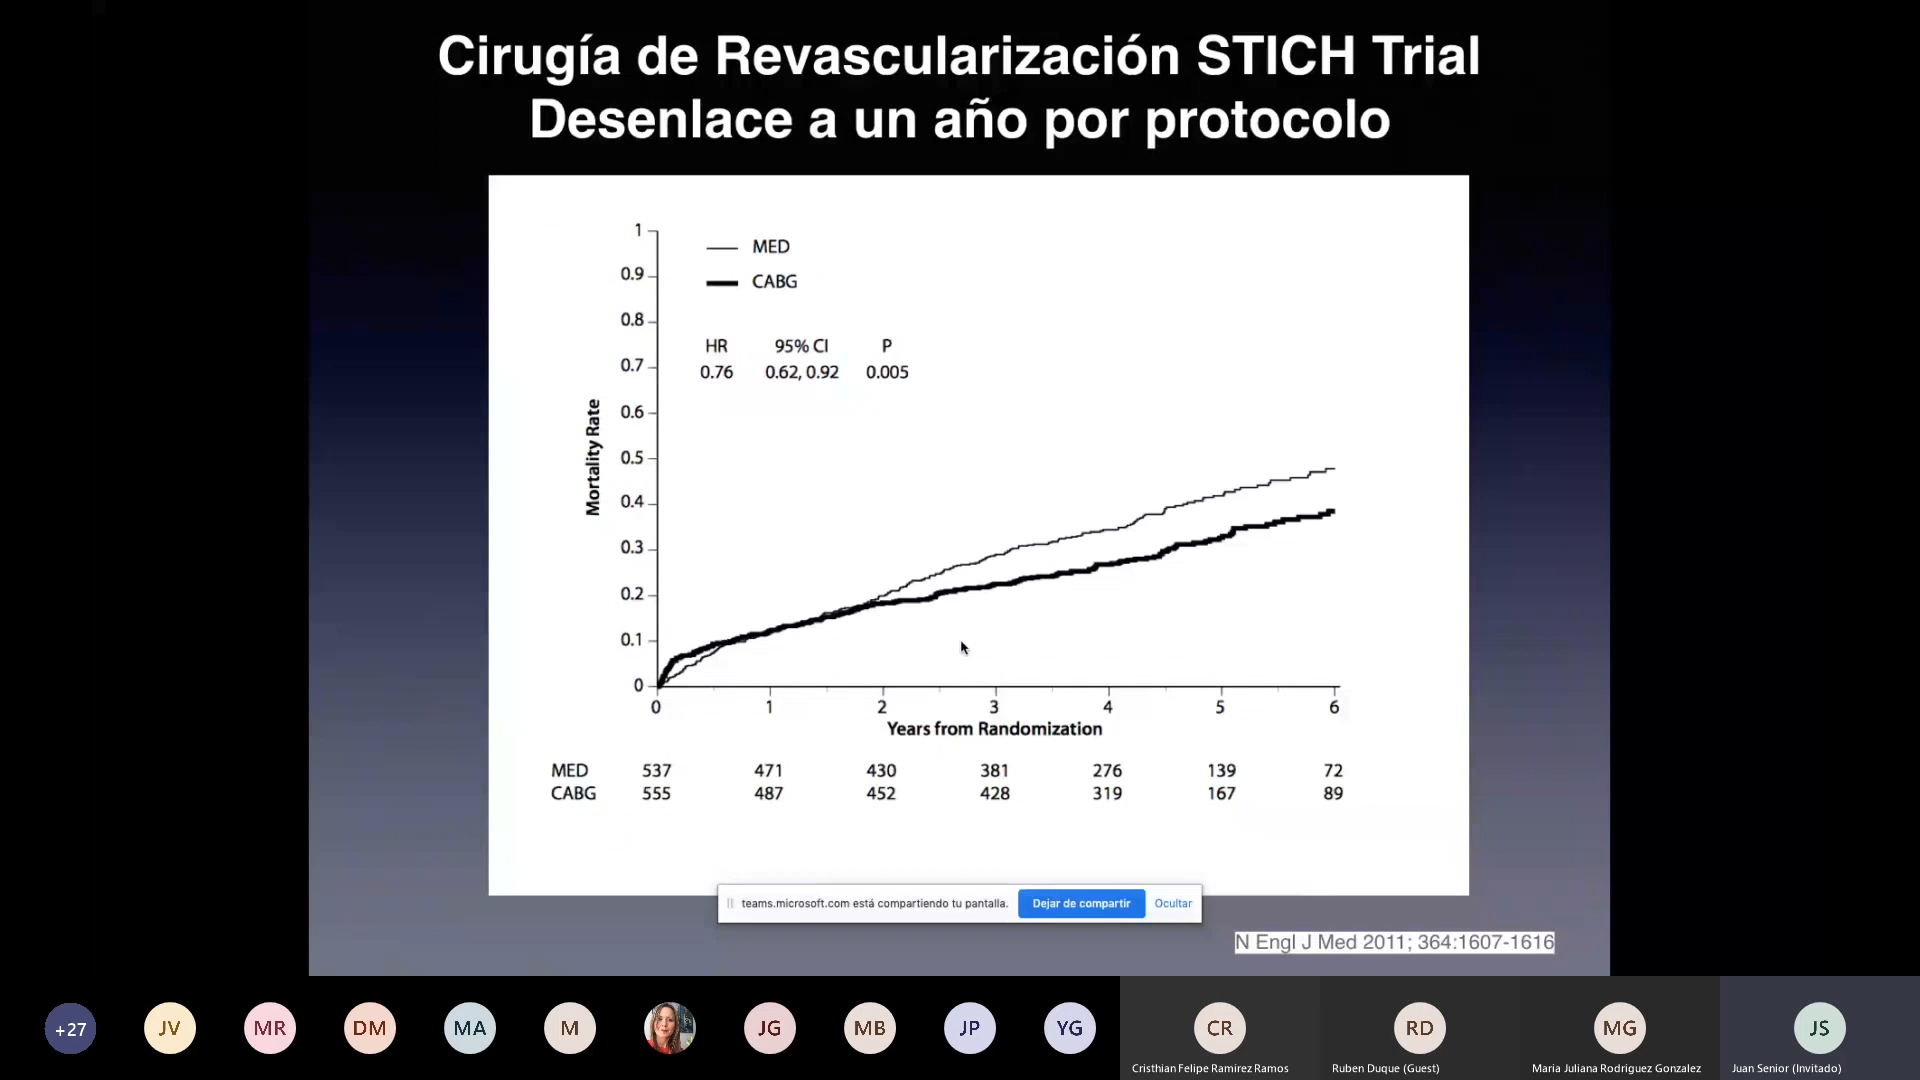 Cirugía de Revascularización STICH Trial
Desenlace a un año por protocolo
1
0.9
0.8
0.7
0.6
0.5
0.4
0.3
0.2
0.1
0
Mortality Rate
MED
CABG
HR 95% CI P
0.76 0.62, 0.92 0.005
0 1 2 3 4 5 6
Years from Randomization
MED 537 471 430 381 276 139 72
CABG 555 487 452 428 319 167 89
teams.microsoft.com está compartiendo tu pantalla. Dejar de compartir Ocultar
N Engl J Med 2011; 364:1607-1616
+27 JV MR DM MA M JG MB JP YG CR RD MG JS
Cristhian Felipe Ramirez Ramos Ruben Duque (Guest) Maria Juliana Rodriguez Gonzalez Juan Senior (Invitado)